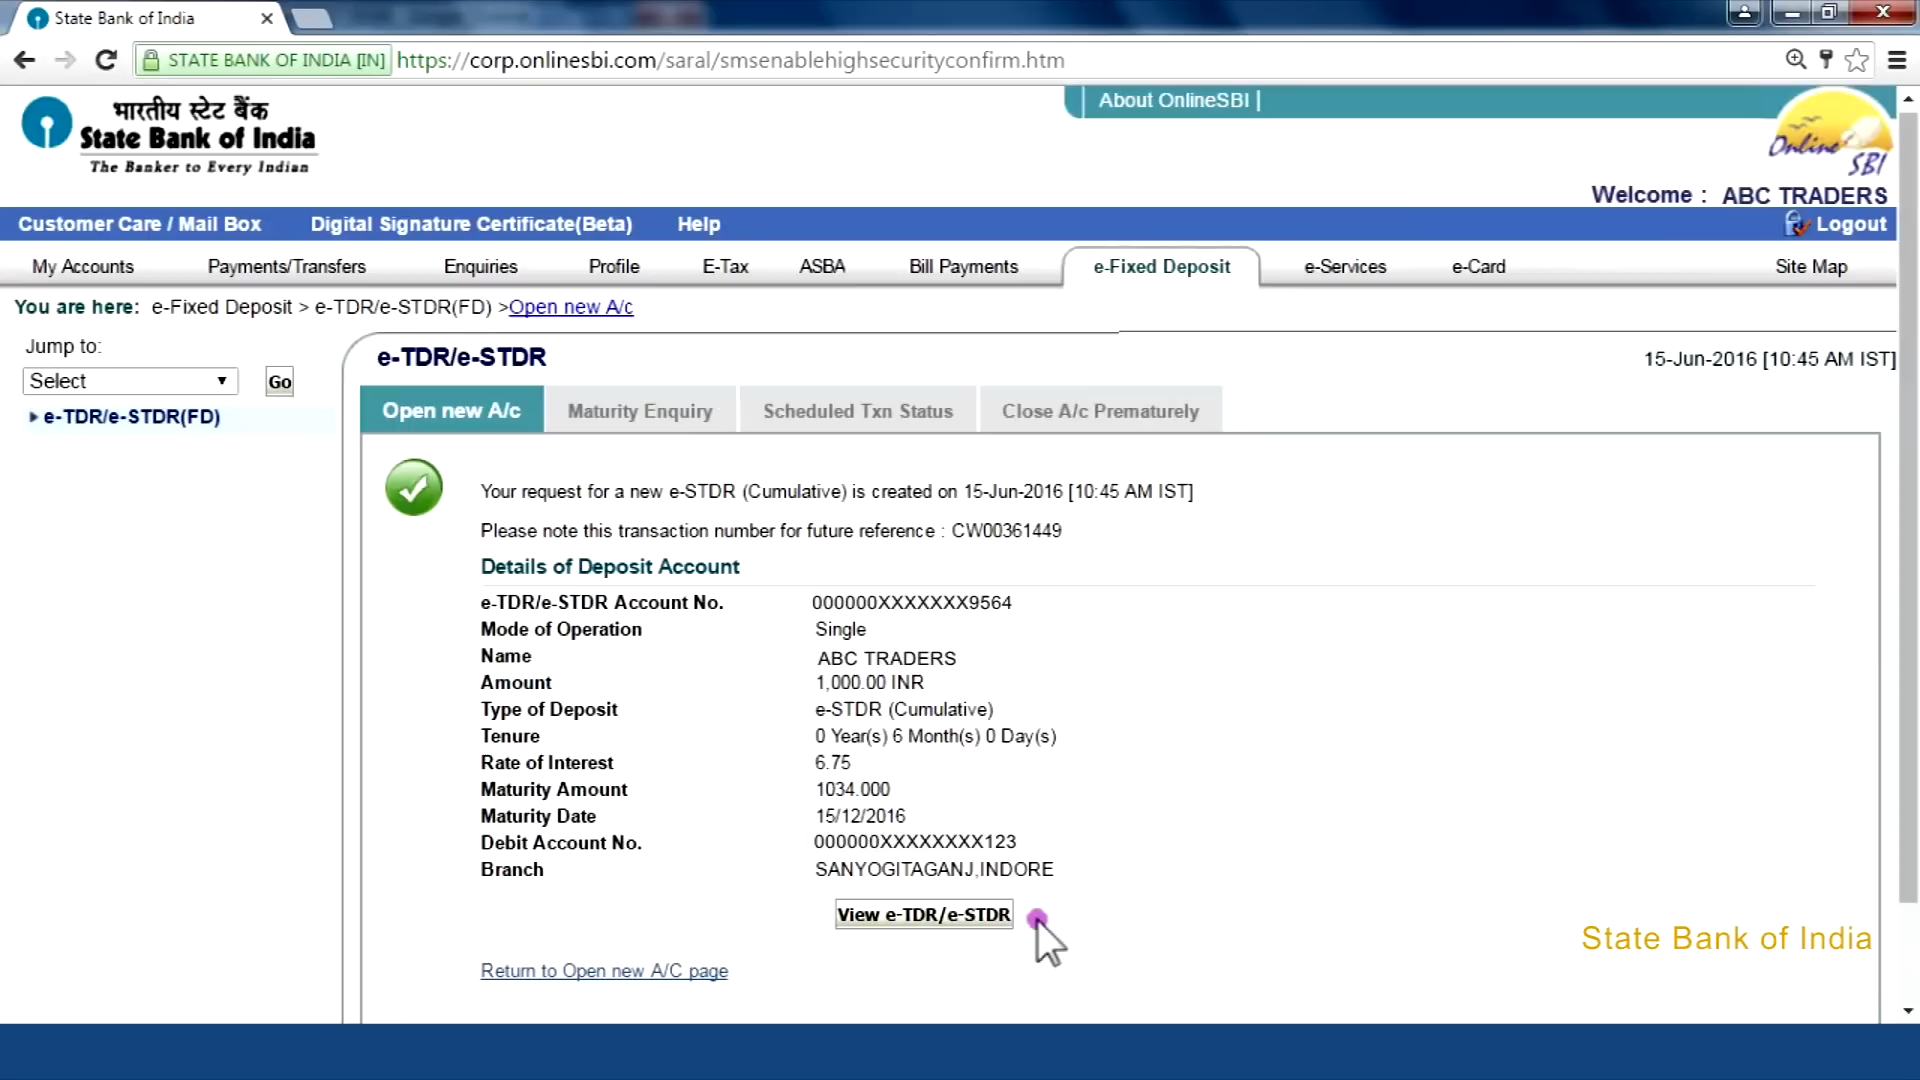 State Bank of India
STATE BANK OF INDIA [IN] https://corp.onlinesbi.com/saral/smsenablehighsecurityconfirm.htm
भारतीय स्टेट बैंक
State Bank of India
The Banker to Every Indian
About OnlineSBI |
Online SBI
Welcome : ABC TRADERS
Customer Care / Mail Box Digital Signature Certificate(Beta) Help Logout
My Accounts Payments/Transfers Enquiries Profile E-Tax ASBA Bill Payments e-Fixed Deposit e-Services e-Card Site Map
You are here: e-Fixed Deposit > e-TDR/e-STDR(FD) >Open new A/c
Jump to:
Select Go
e-TDR/e-STDR(FD)
e-TDR/e-STDR 15-Jun-2016 [10:45 AM IST]
Open new A/c Maturity Enquiry Scheduled Txn Status Close A/c Prematurely
Your request for a new e-STDR (Cumulative) is created on 15-Jun-2016 [10:45 AM IST]
Please note this transaction number for future reference : CW00361449
Details of Deposit Account
e-TDR/e-STDR Account No. 000000XXXXXXX9564
Mode of Operation Single
Name ABC TRADERS
Amount 1,000.00 INR
Type of Deposit e-STDR (Cumulative)
Tenure 0 Year(s) 6 Month(s) 0 Day(s)
Rate of Interest 6.75
Maturity Amount 1034.000
Maturity Date 15/12/2016
Debit Account No. 000000XXXXXXXX123
Branch SANYOGITAGANJ,INDORE
View e-TDR/e-STDR
State Bank of India
Return to Open new A/C page